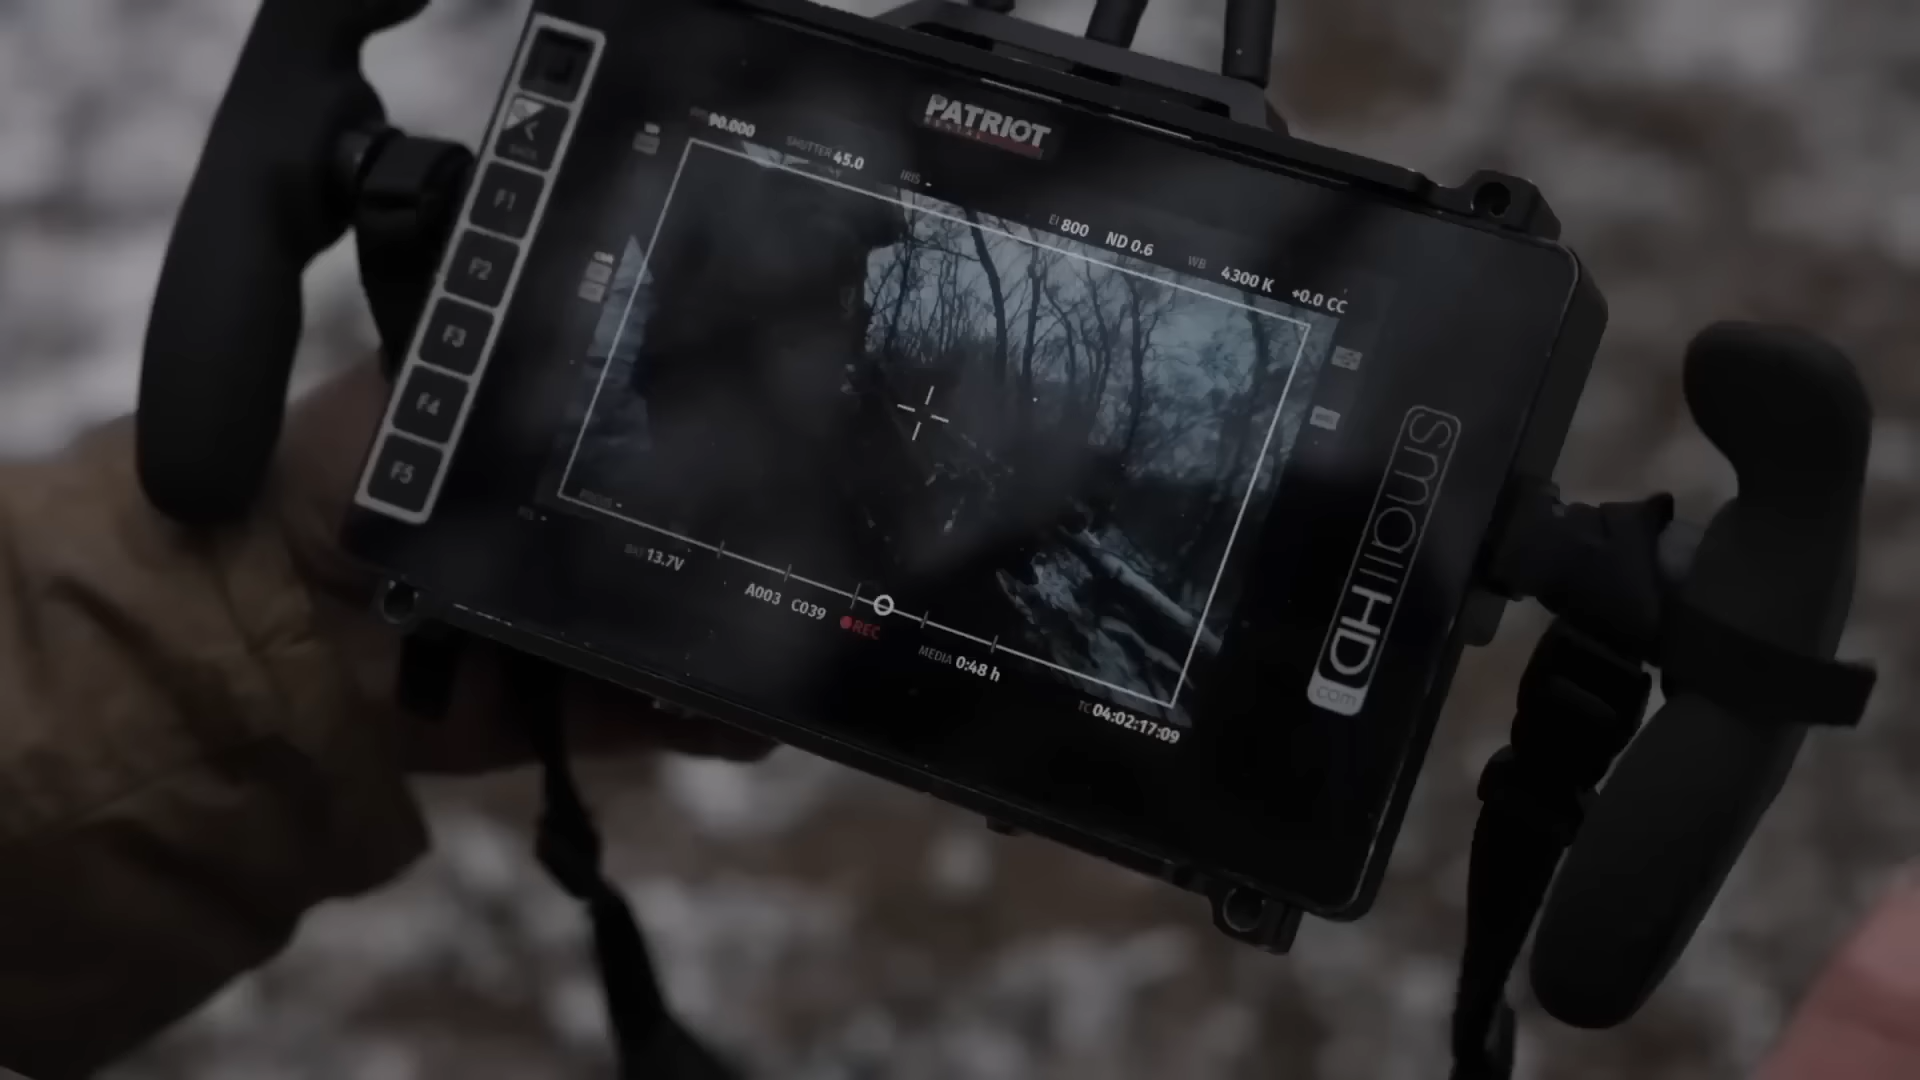 PATRIOT
RENTAL
90.000
SHUTTER 45.0
IRIS -
EI 800 ND 0.6
WB 4300 K +0.0 CC
F1
F2
F3
F4
F5
FOCUS -
BAT 13.7V
A003 C039
REC
MEDIA 0:48 h
TC 04:02:17:09
smallHD
.com